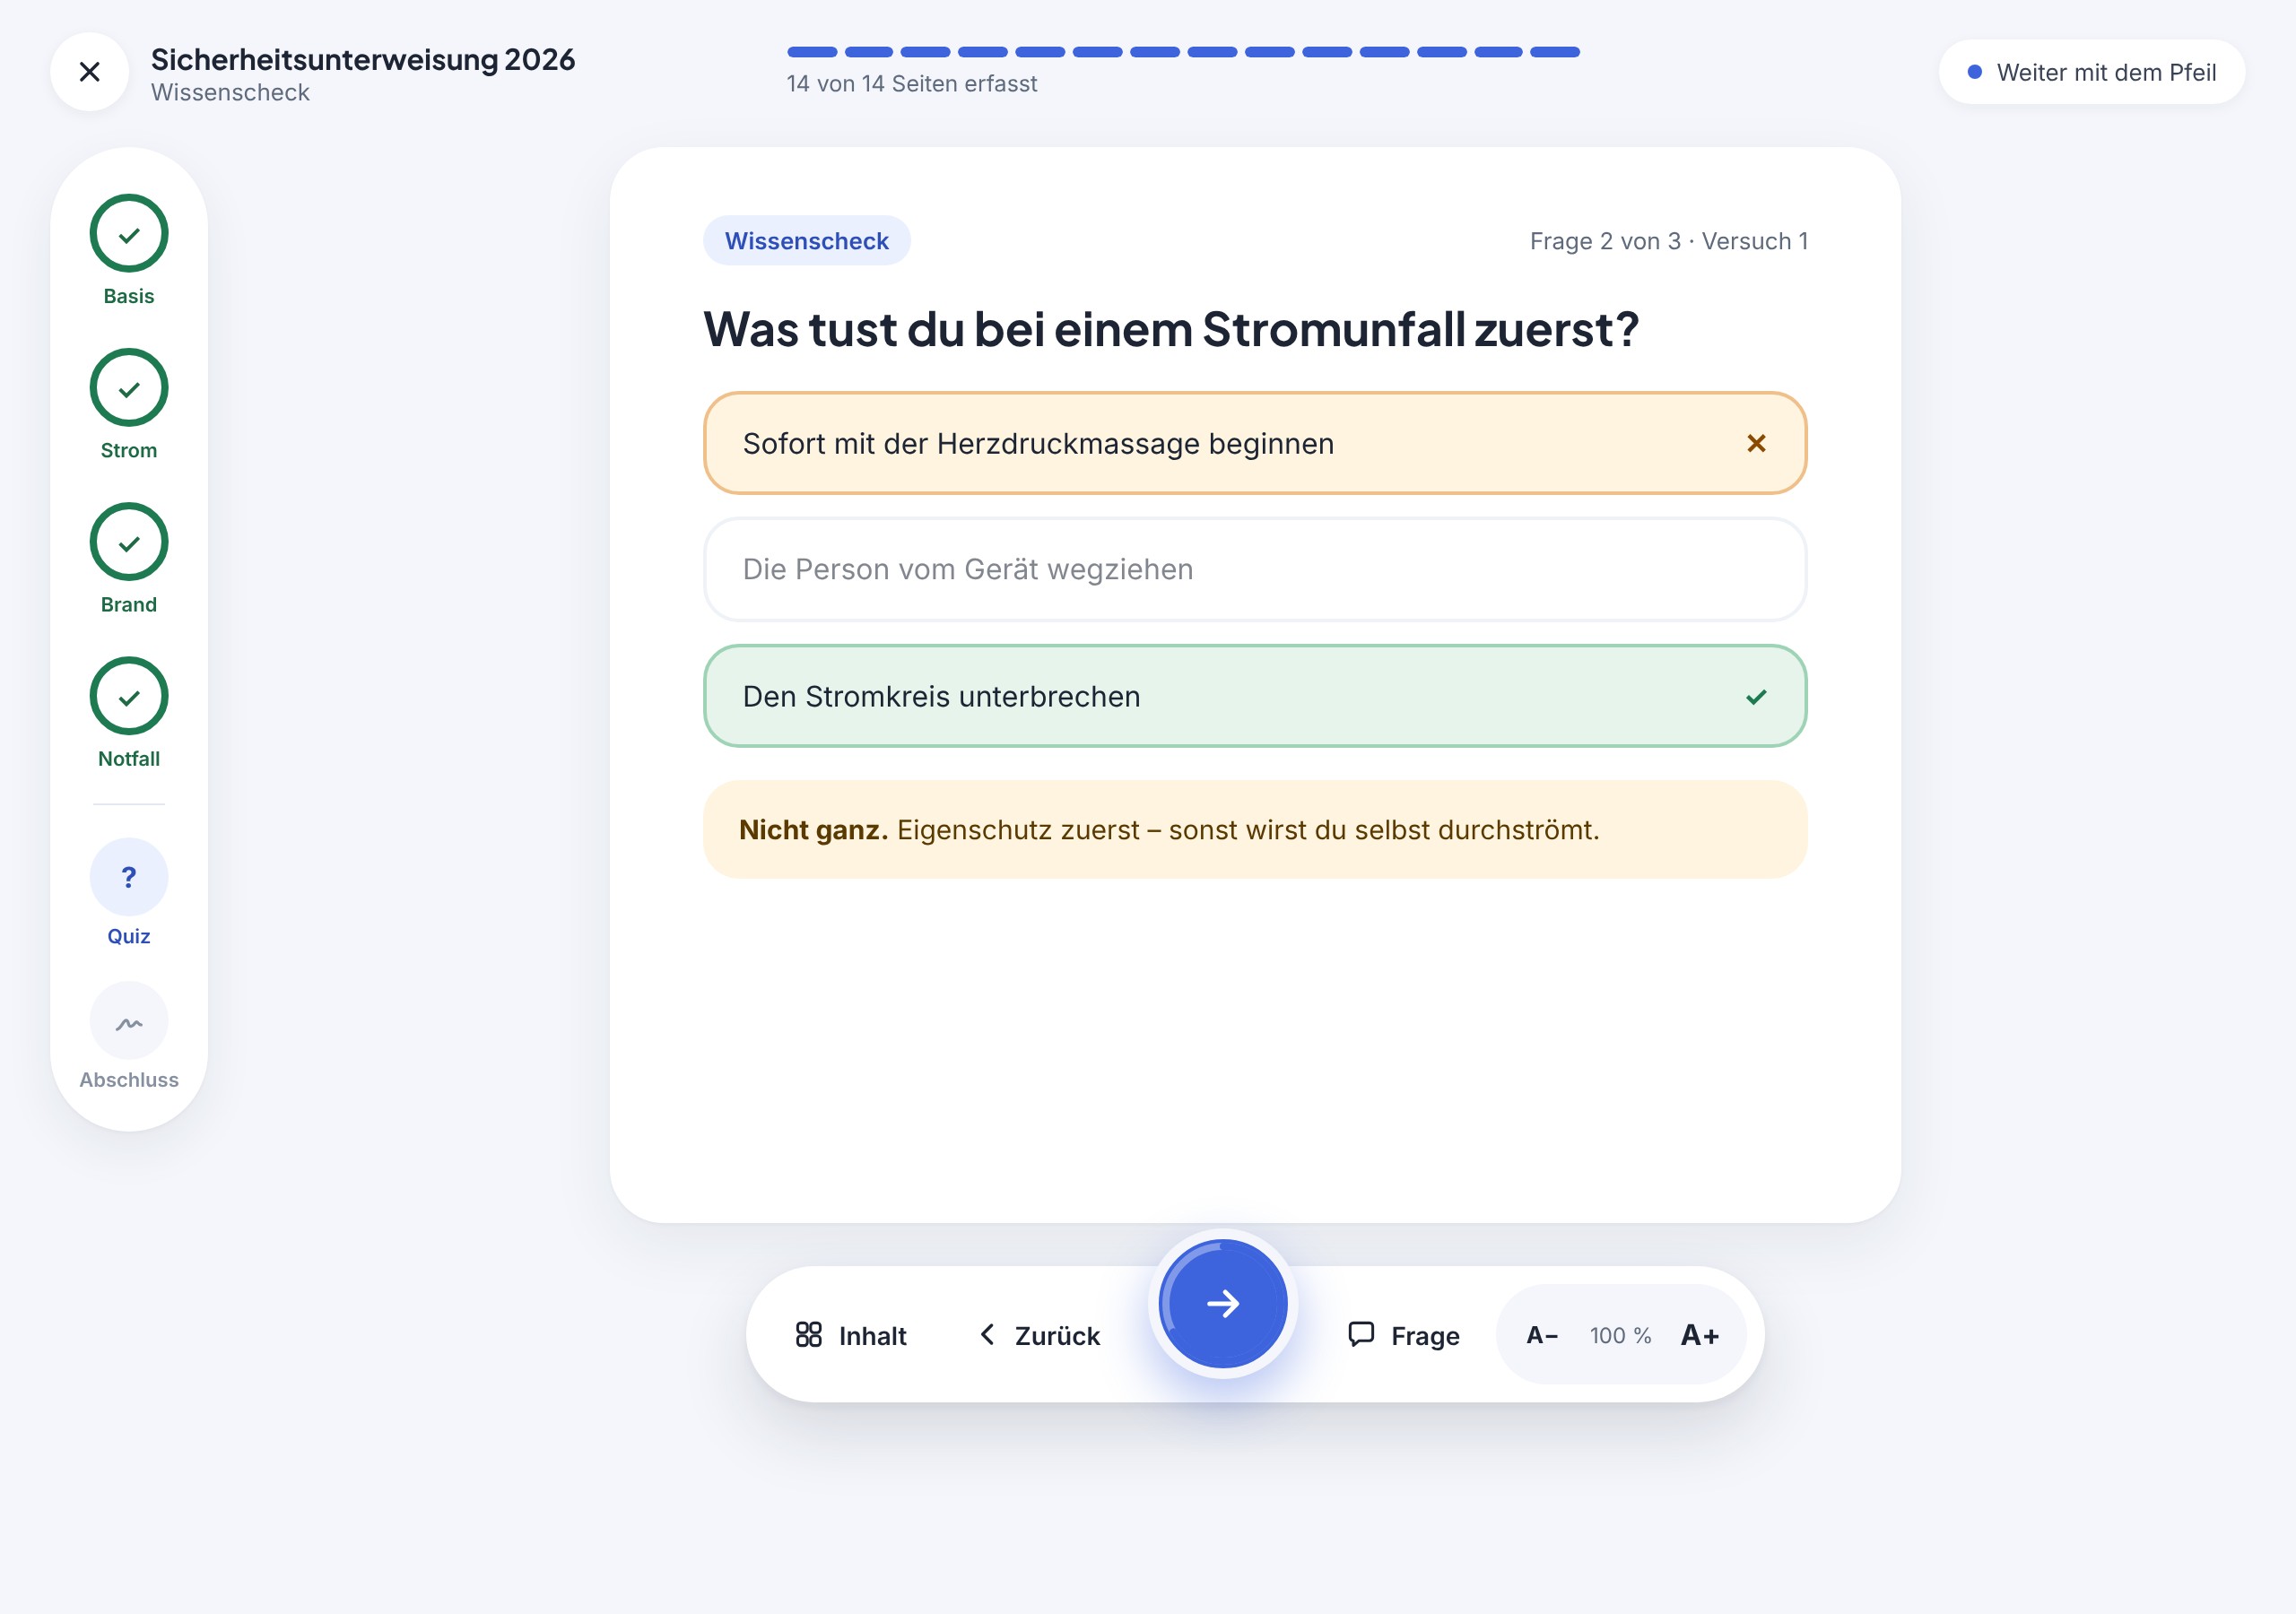 Sicherheitsunterweisung 2026
Wissenscheck
14 von 14 Seiten erfasst
Weiter mit dem Pfeil
Basis
Strom
Brand
Notfall
?
Quiz
Abschluss
Wissenscheck
Frage 2 von 3 · Versuch 1
Was tust du bei einem Stromunfall zuerst?
Sofort mit der Herzdruckmassage beginnen
Die Person vom Gerät wegziehen
Den Stromkreis unterbrechen
Nicht ganz. Eigenschutz zuerst – sonst wirst du selbst durchströmt.
Inhalt
Zurück
Frage
A−
100 %
A+